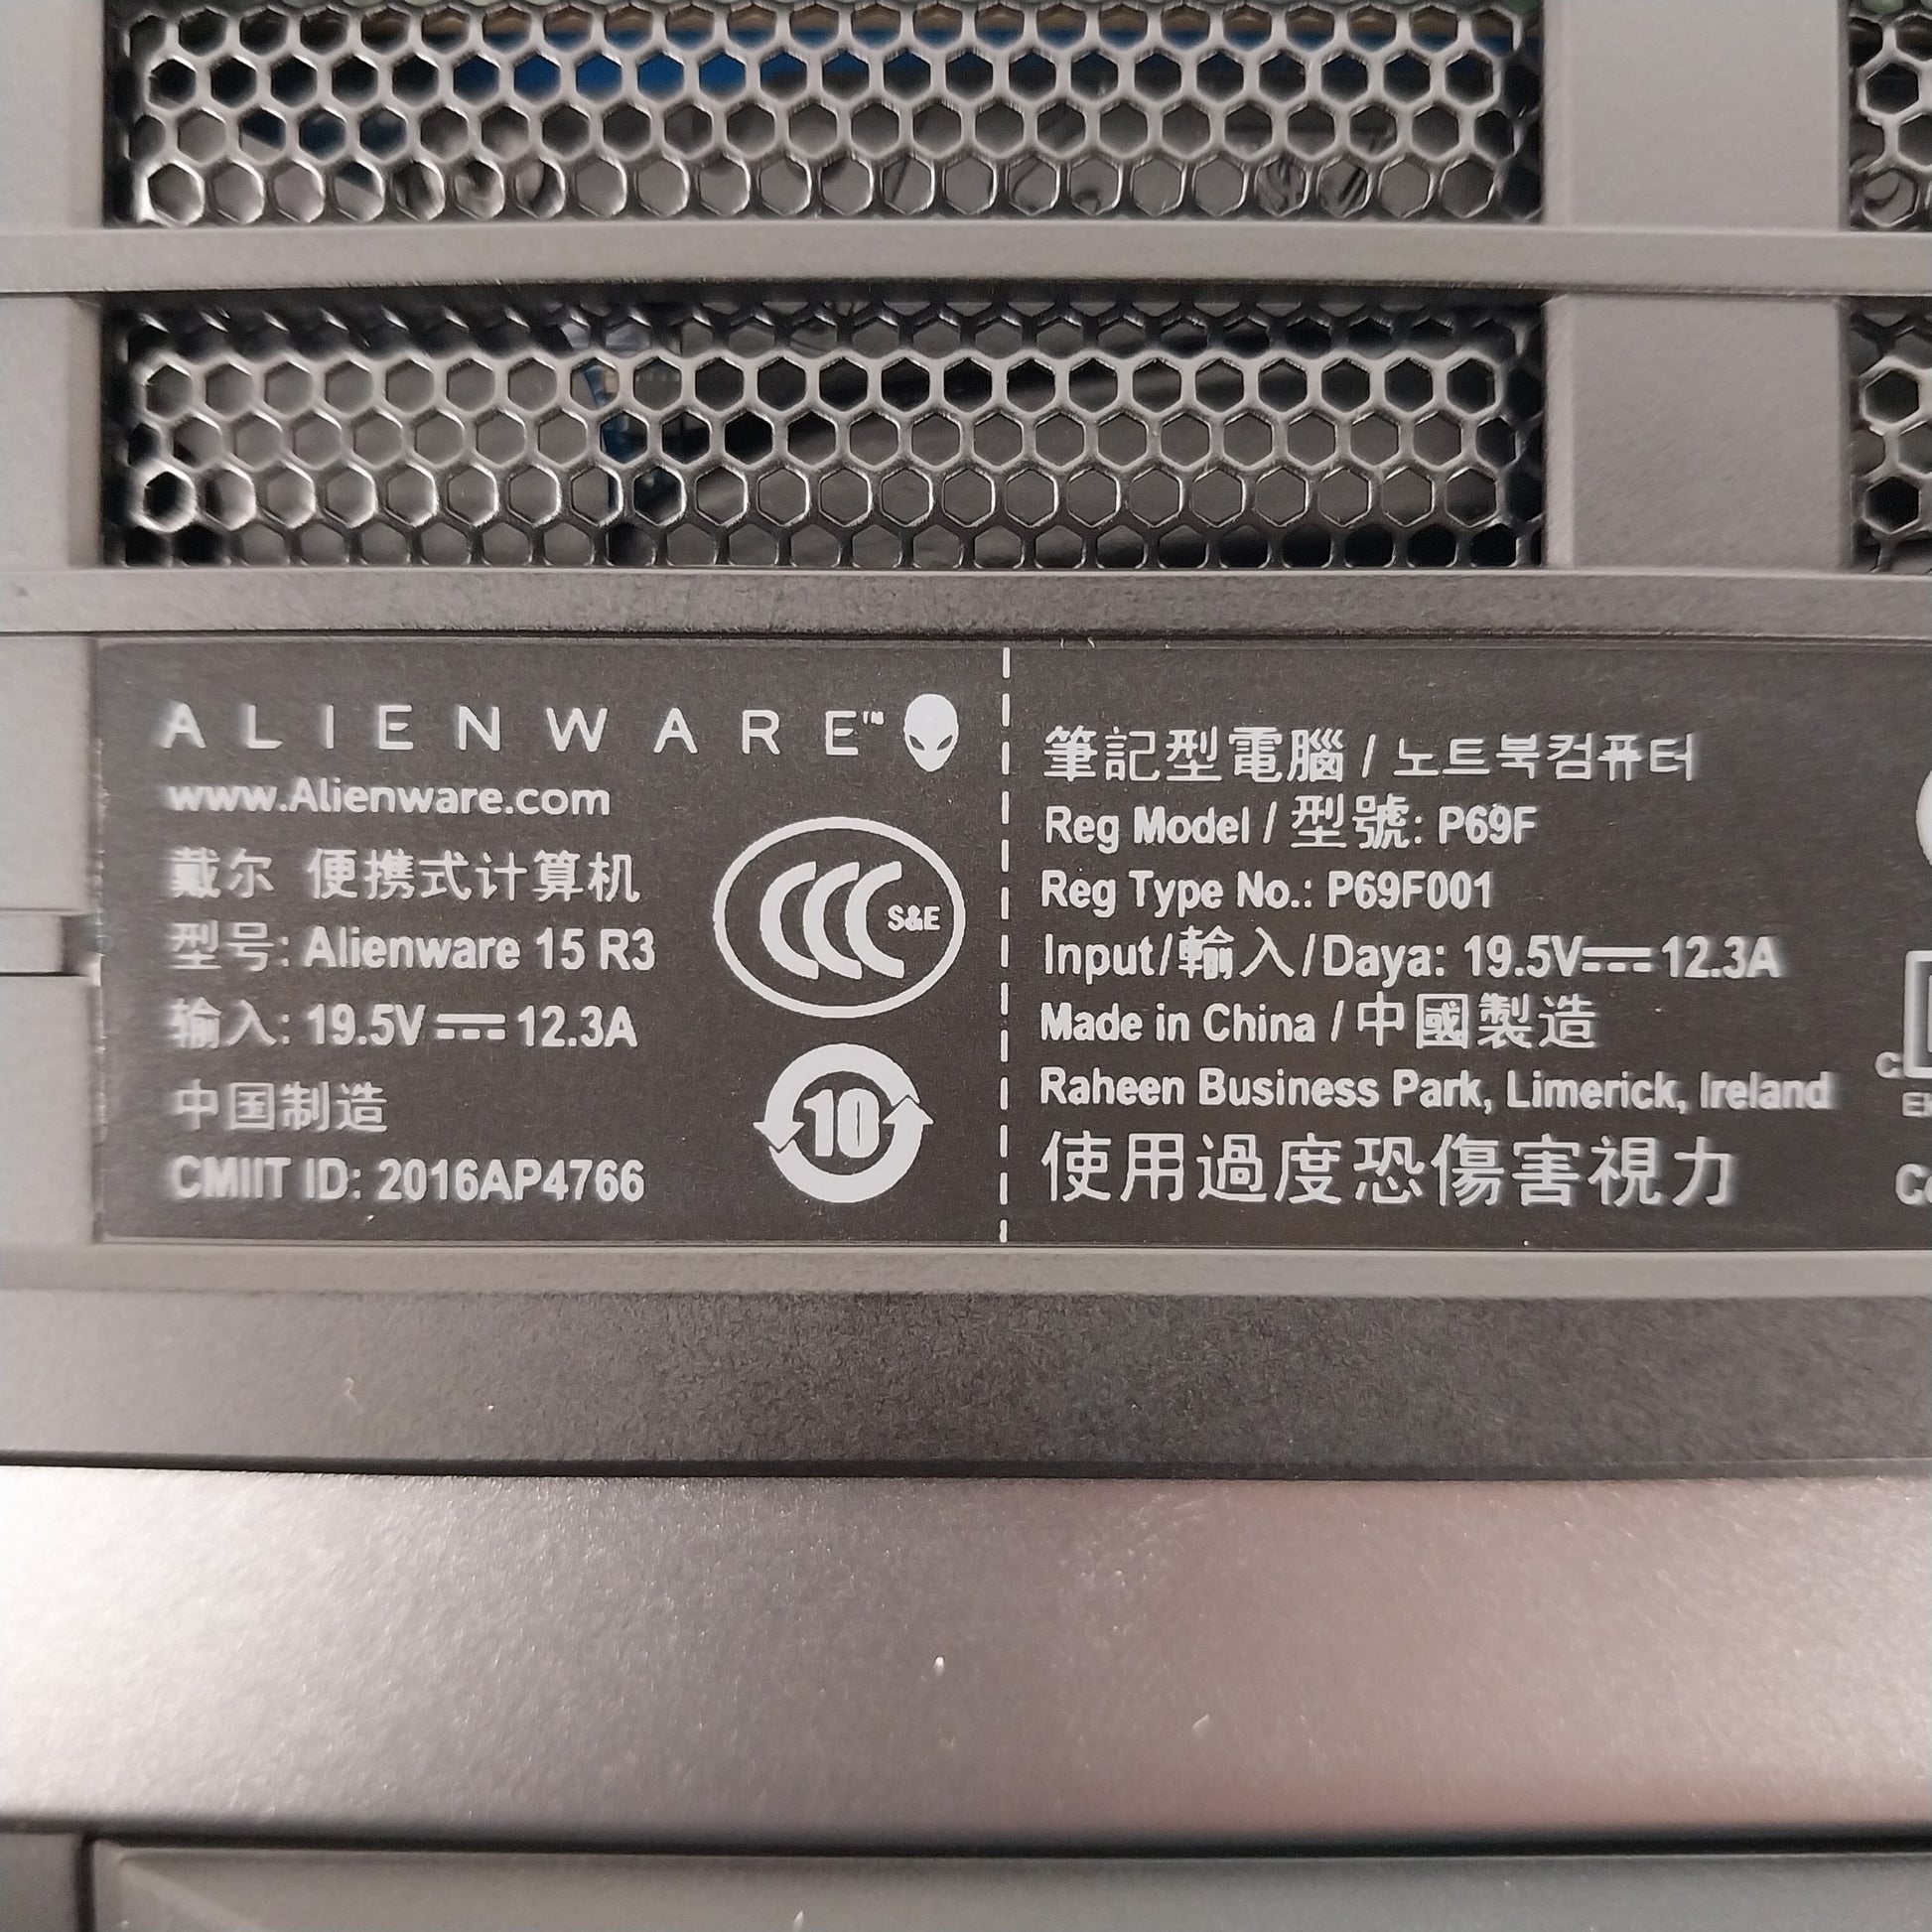 ALIENWARE™
www.Alienware.com
戴尔 便携式计算机
型号: Alienware 15 R3
输入: 19.5V⎓12.3A
中国制造
CMIIT ID: 2016AP4766
CCC S&E
10
筆記型電腦 / 노트북컴퓨터
Reg Model / 型號: P69F
Reg Type No.: P69F001
Input/輸入/Daya: 19.5V⎓12.3A
Made in China / 中國製造
Raheen Business Park, Limerick, Ireland
使用過度恐傷害視力